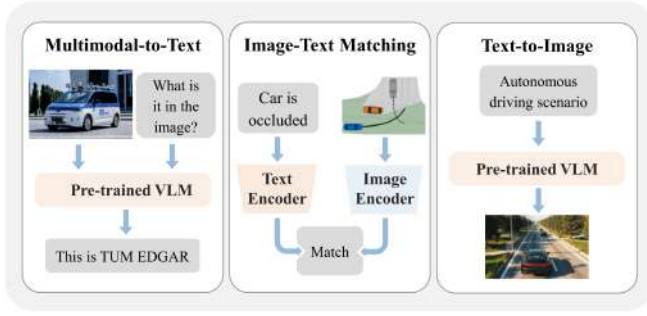 Multimodal-to-Text
What is
it in the
image?
Pre-trained VLM
This is TUM EDGAR
Image-Text Matching
Car is
occluded
Text
Encoder
Image
Encoder
Match
Text-to-Image
Autonomous
driving scenario
Pre-trained VLM